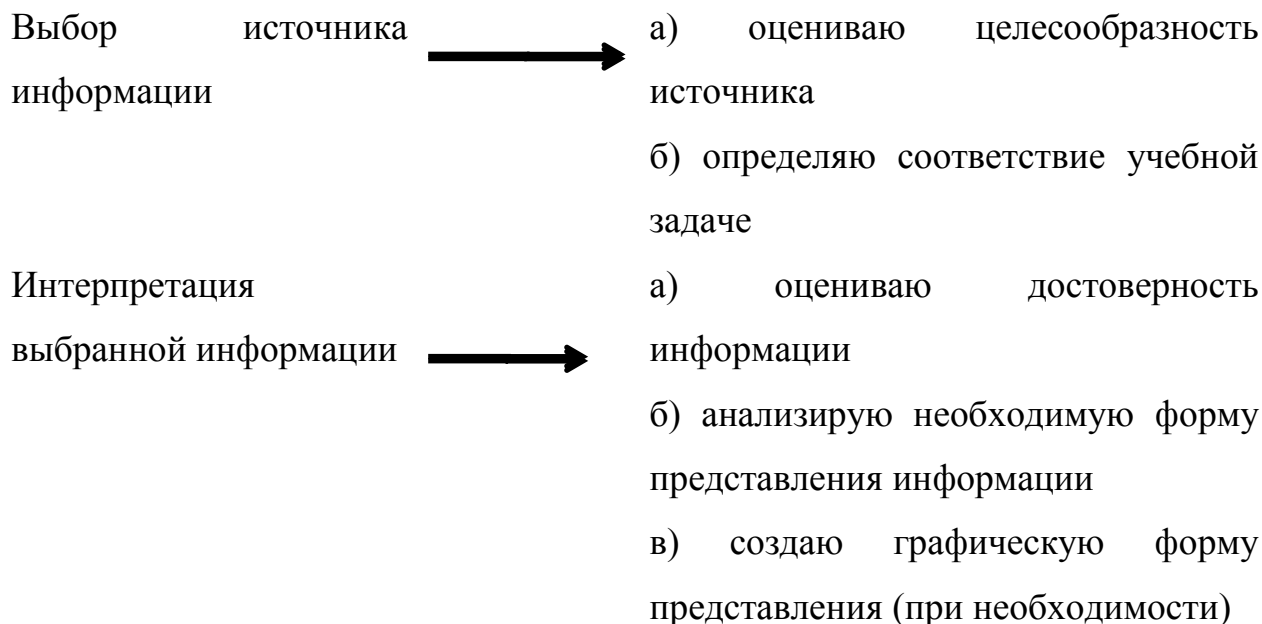 Выбор источника
информации
а) оцениваю целесообразность
источника
б) определяю соответствие учебной
задаче
Интерпретация
выбранной информации
а) оцениваю достоверность
информации
б) анализирую необходимую форму
представления информации
в) создаю графическую форму
представления (при необходимости)